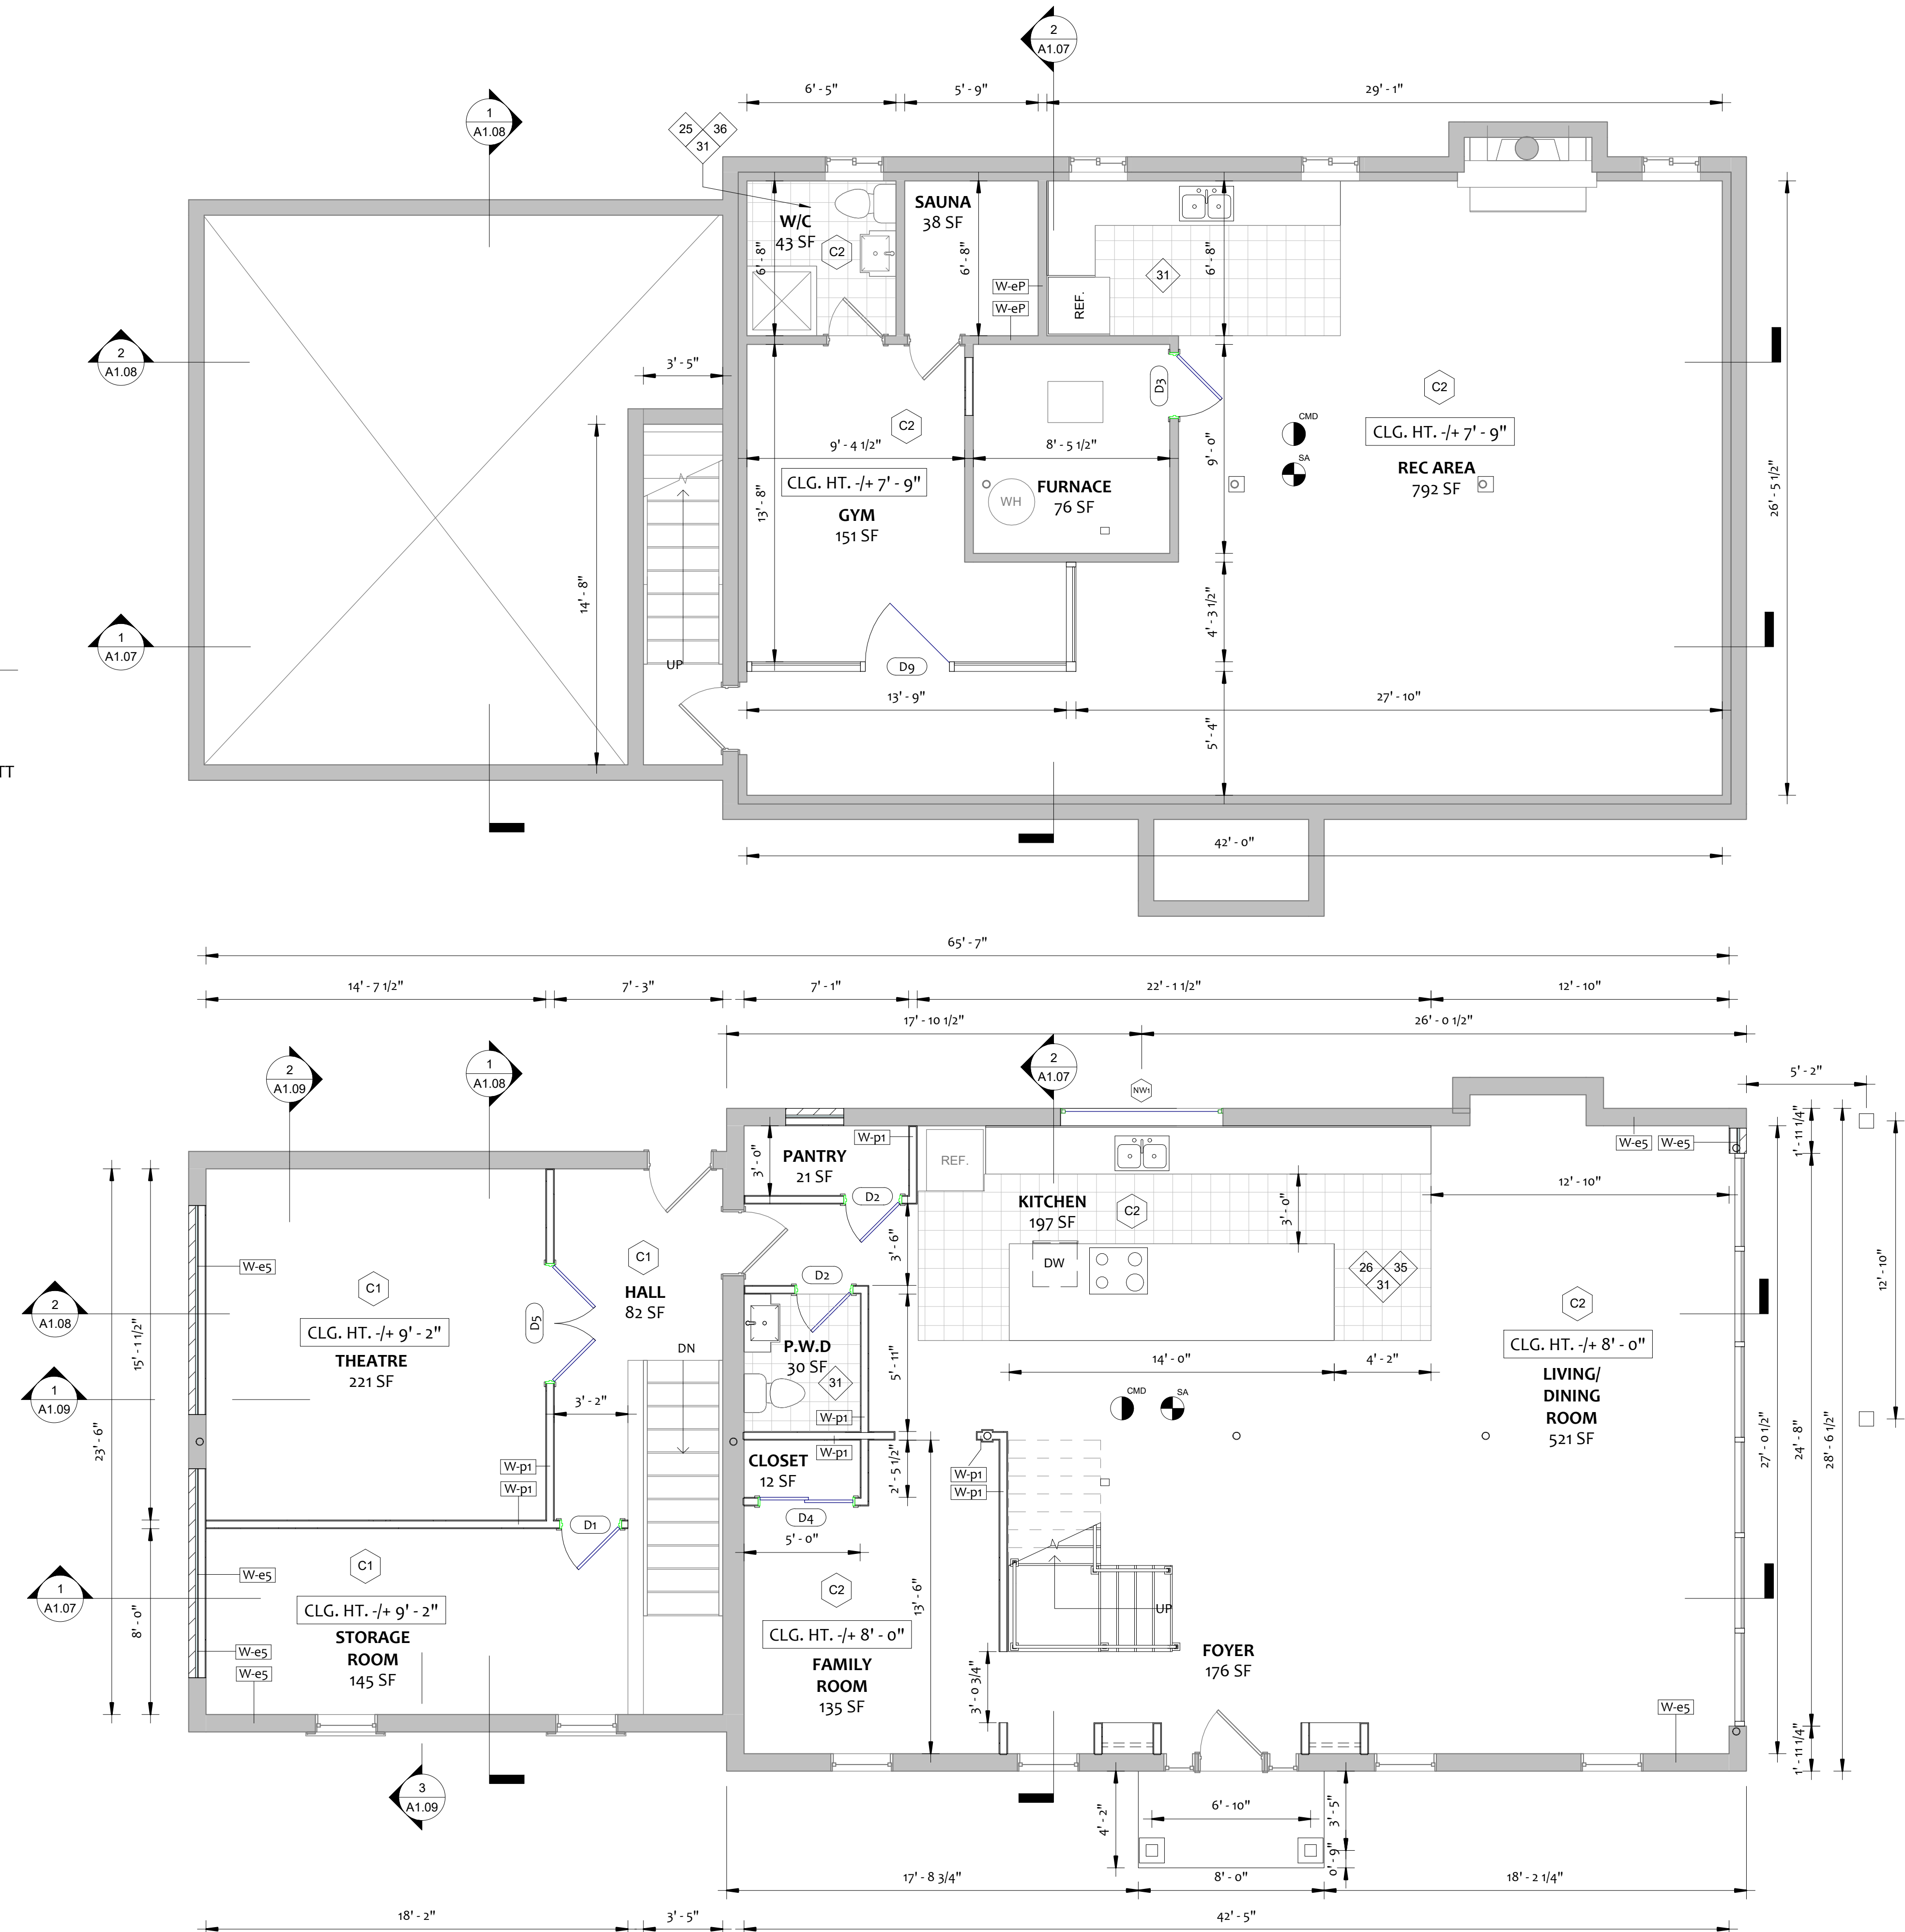 2
A1.07
6' - 5"
5' - 9"
29' - 1"
1
A1.08
25
36
31
W/C
43 SF
C2
6' - 8"
SAUNA
38 SF
6' - 8"
W-eP
W-eP
REF.
31
6' - 8"
2
A1.08
3' - 5"
D3
C2
C2
CMD
CLG. HT. -/+ 7' - 9"
SA
REC AREA
792 SF
9' - 4 1/2"
8' - 5 1/2"
9' - 0"
26' - 5 1/2"
CLG. HT. -/+ 7' - 9"
GYM
151 SF
13' - 8"
WH
FURNACE
76 SF
14' - 8"
4' - 3 1/2"
1
A1.07
UP
D9
13' - 9"
27' - 10"
5' - 4"
TT
42' - 0"
65' - 7"
14' - 7 1/2"
7' - 3"
7' - 1"
22' - 1 1/2"
12' - 10"
17' - 10 1/2"
26' - 0 1/2"
2
A1.09
1
A1.08
2
A1.07
NW1
5' - 2"
1' - 11 1/4"
W-p1
W-e5
W-e5
PANTRY
21 SF
3' - 0"
REF.
D2
KITCHEN
197 SF
C2
3' - 0"
12' - 10"
3' - 6"
12' - 10"
W-e5
C1
C1
HALL
82 SF
D2
DW
26
35
31
2
A1.08
CLG. HT. -/+ 9' - 2"
THEATRE
221 SF
D5
DN
P.W.D
30 SF
31
5' - 11"
C2
CLG. HT. -/+ 8' - 0"
LIVING/
DINING
ROOM
521 SF
14' - 0"
4' - 2"
15' - 1 1/2"
1
A1.09
3' - 2"
W-p1
CMD
SA
23' - 6"
W-p1
CLOSET
12 SF
2' - 5 1/2"
27' - 0 1/2"
24' - 8"
28' - 6 1/2"
W-p1
W-p1
W-p1
W-p1
D1
D4
5' - 0"
W-e5
C1
C2
1
A1.07
CLG. HT. -/+ 9' - 2"
STORAGE
ROOM
145 SF
8' - 0"
13' - 6"
UP
CLG. HT. -/+ 8' - 0"
FAMILY
ROOM
135 SF
FOYER
176 SF
W-e5
W-e5
3' - 0 3/4"
W-e5
1' - 11 1/4"
3
A1.09
4' - 2"
6' - 10"
3' - 5"
0' - 9"
17' - 8 3/4"
8' - 0"
18' - 2 1/4"
18' - 2"
3' - 5"
42' - 5"